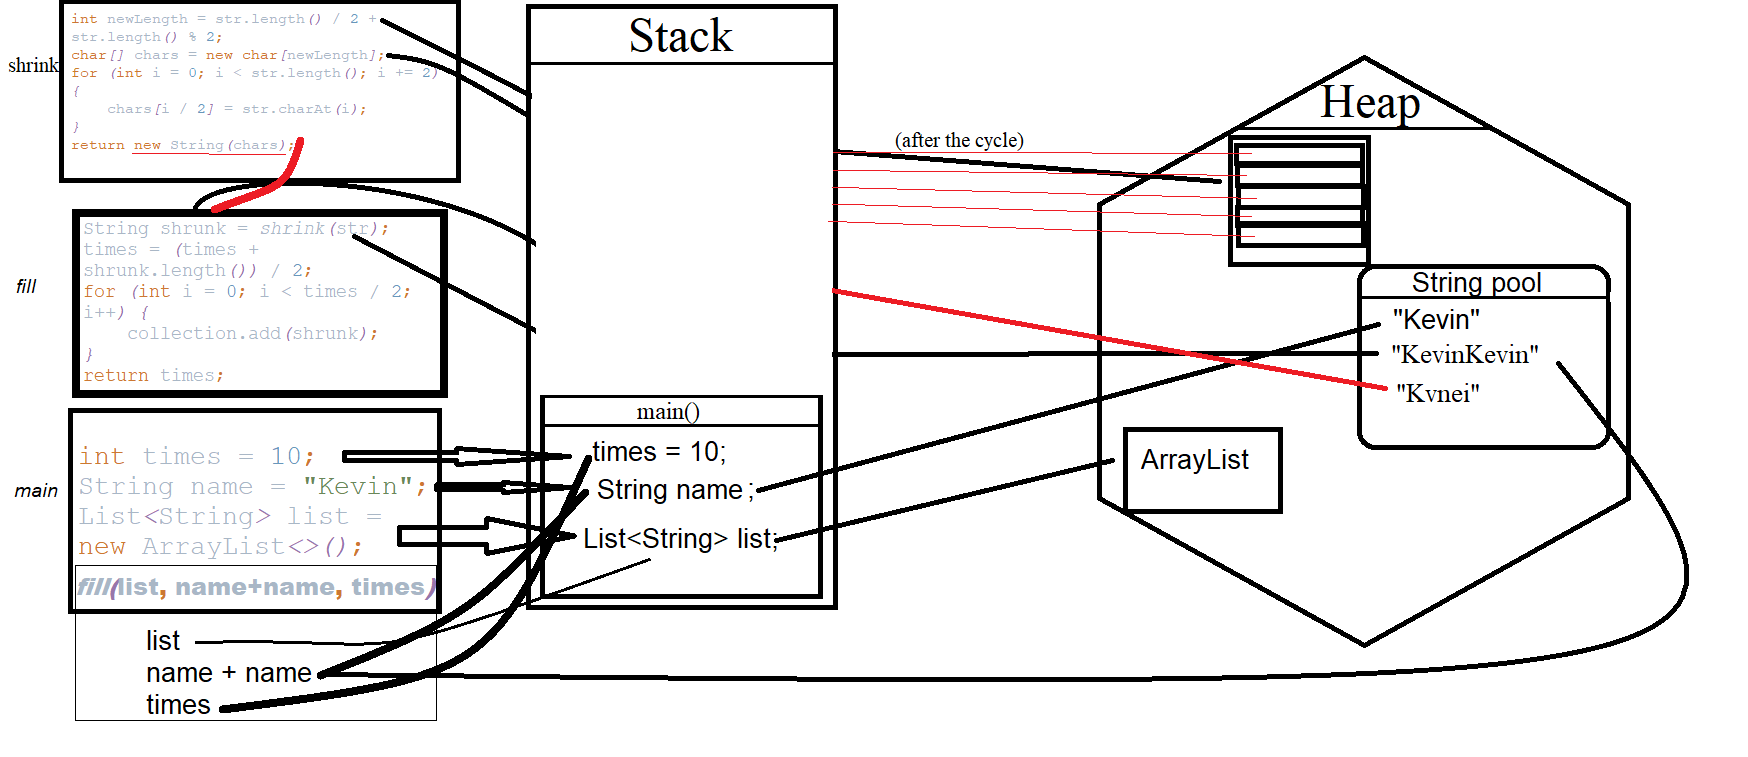 shrink
int newLength = str.length() / 2 +
str.length() % 2;
char[] chars = new char[newLength];
for (int i = 0; i < str.length(); i += 2)
{
chars[i / 2] = str.charAt(i);
}
return new String(chars);
fill
String shrunk = shrink(str);
times = (times +
shrunk.length()) / 2;
for (int i = 0; i < times / 2;
i++) {
collection.add(shrunk);
}
return times;
main
int times = 10;
String name = "Kevin";
List<String> list =
new ArrayList<>();
fill(list, name+name, times)
list
name + name
times
Stack
main()
times = 10;
String name ;
List<String> list;
(after the cycle)
Heap
String pool
"Kevin"
"KevinKevin"
"Kvnei"
ArrayList